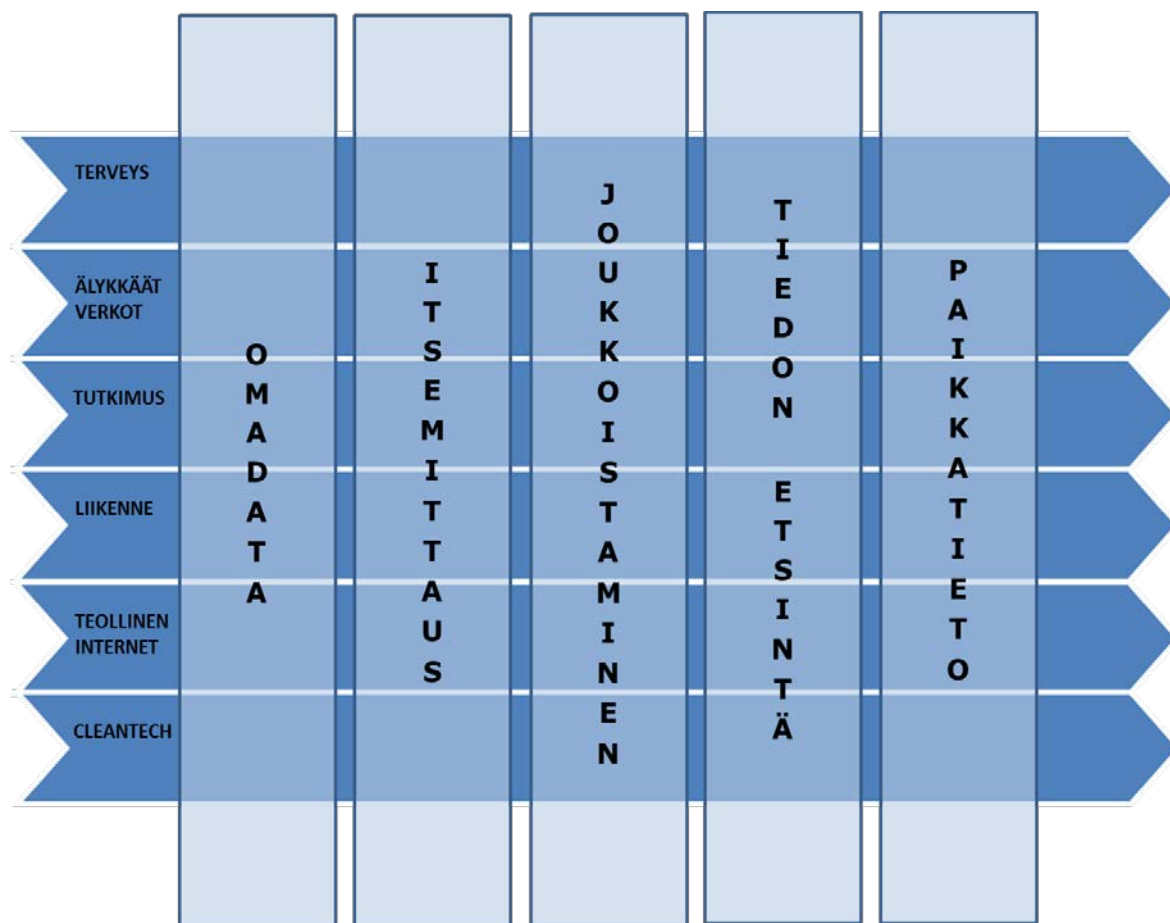 TERVEYS
ÄLYKKÄÄT
VERKOT
TUTKIMUS
LIIKENNE
TEOLLINEN
INTERNET
CLEANTECH
OMADATA
ITSEMITTAUS
JOUKKOISTAMINEN
TIEDON ETSINTÄ
PAIKKATIETO